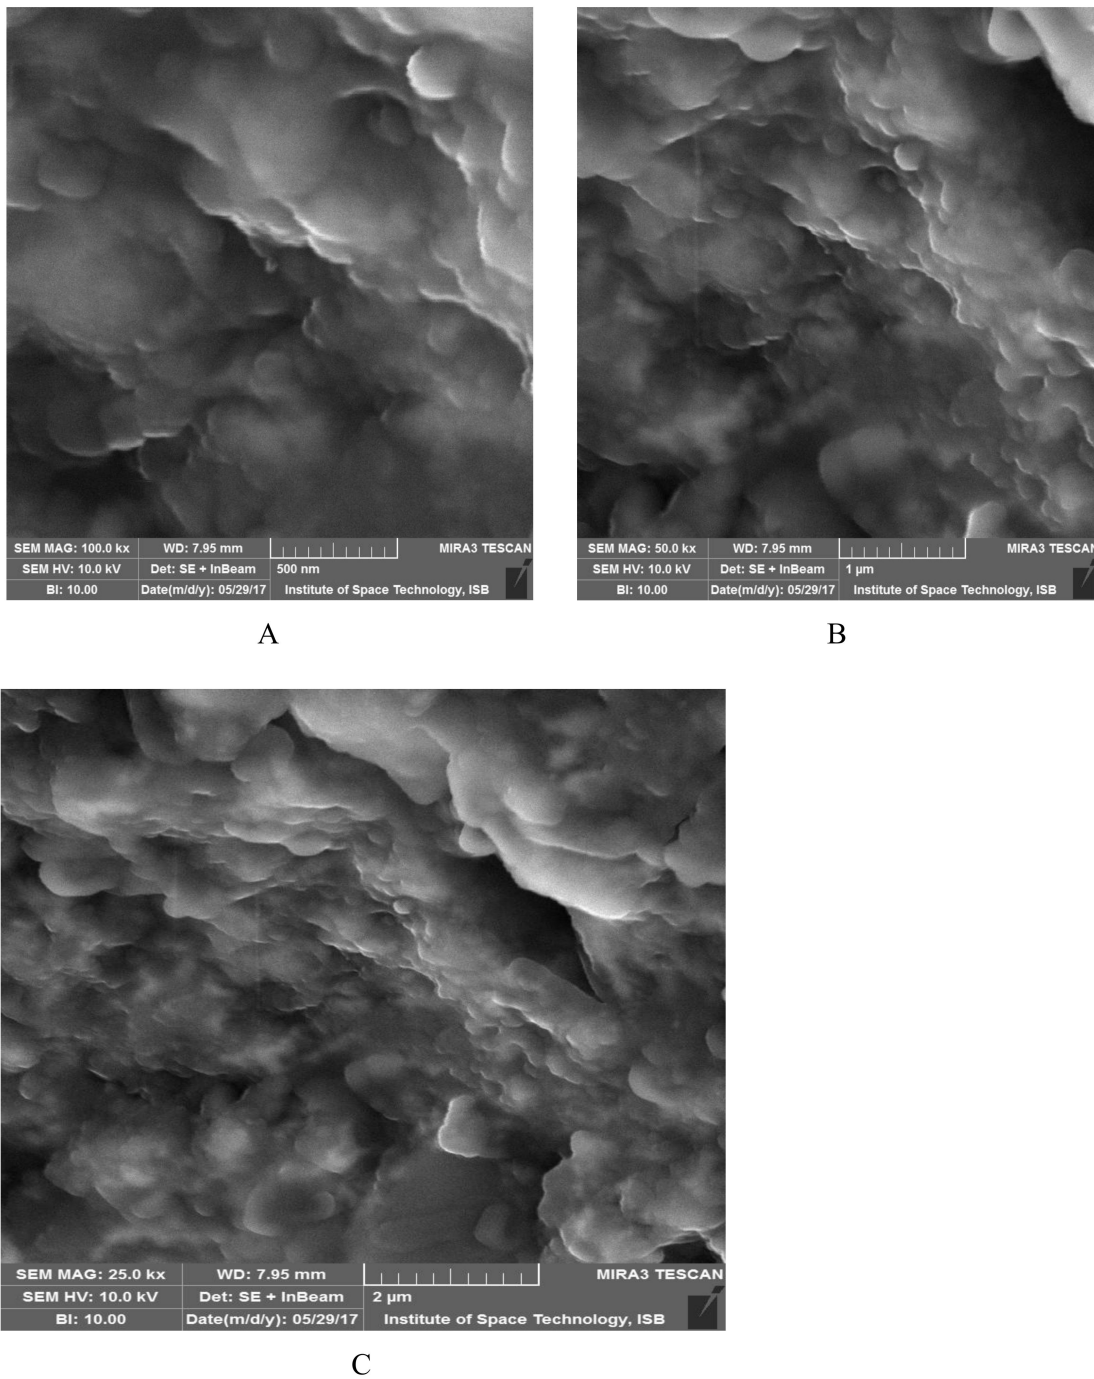 SEM MAG: 100.0 kx WD: 7.95 mm MIRA3 TESCAN
SEM HV: 10.0 kV Det: SE + InBeam 500 nm
BI: 10.00 Date(m/d/y): 05/29/17 Institute of Space Technology, ISB
A
SEM MAG: 50.0 kx WD: 7.95 mm MIRA3 TESCAN
SEM HV: 10.0 kV Det: SE + InBeam 1 µm
BI: 10.00 Date(m/d/y): 05/29/17 Institute of Space Technology, ISB
B
SEM MAG: 25.0 kx WD: 7.95 mm MIRA3 TESCAN
SEM HV: 10.0 kV Det: SE + InBeam 2 µm
BI: 10.00 Date(m/d/y): 05/29/17 Institute of Space Technology, ISB
C